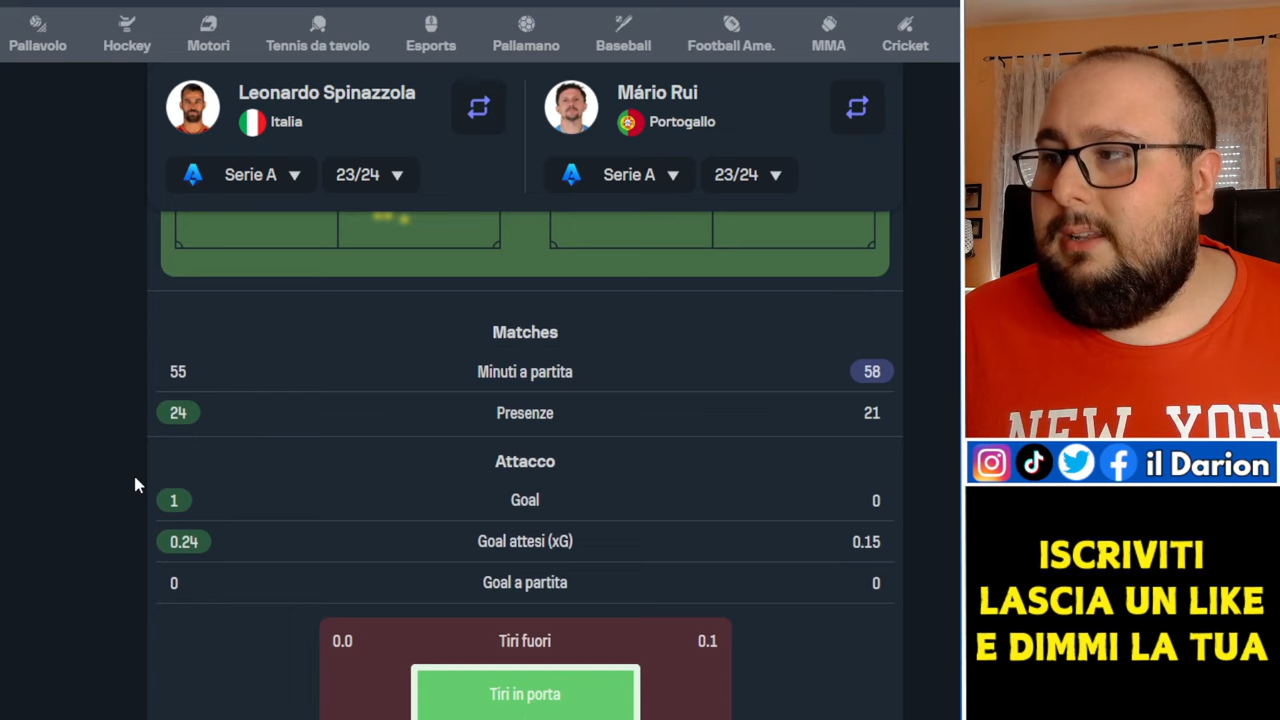 Pallavolo Hockey Motori Tennis da tavolo Esports Pallamano Baseball Football Ame. MMA Cricket
Leonardo Spinazzola
Italia
Serie A ▼ 23/24 ▼
Mário Rui
Portogallo
Serie A ▼ 23/24 ▼
Matches
55 Minuti a partita 58
24 Presenze 21
Attacco
1 Goal 0
0.24 Goal attesi (xG) 0.15
0 Goal a partita 0
0.0 Tiri fuori 0.1
Tiri in porta
NEW YORK
il Darion
ISCRIVITI
LASCIA UN LIKE
E DIMMI LA TUA